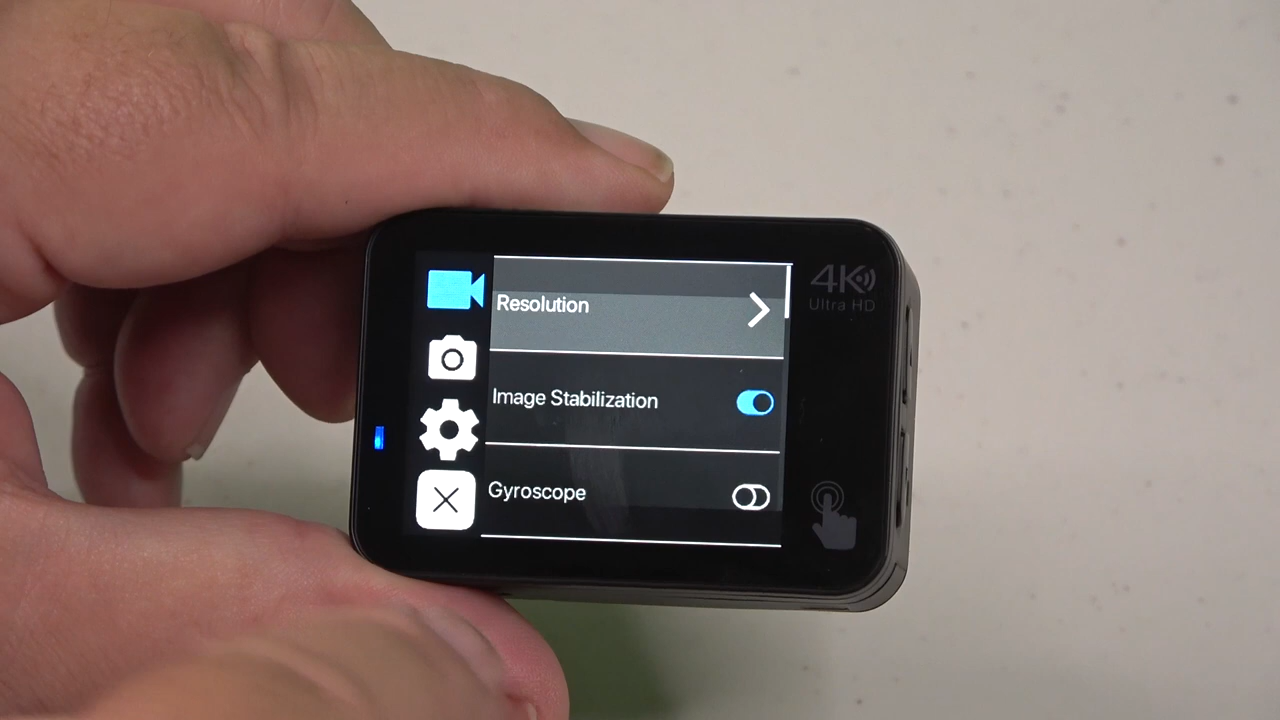 4K
Ultra HD
Resolution
Image Stabilization
Gyroscope